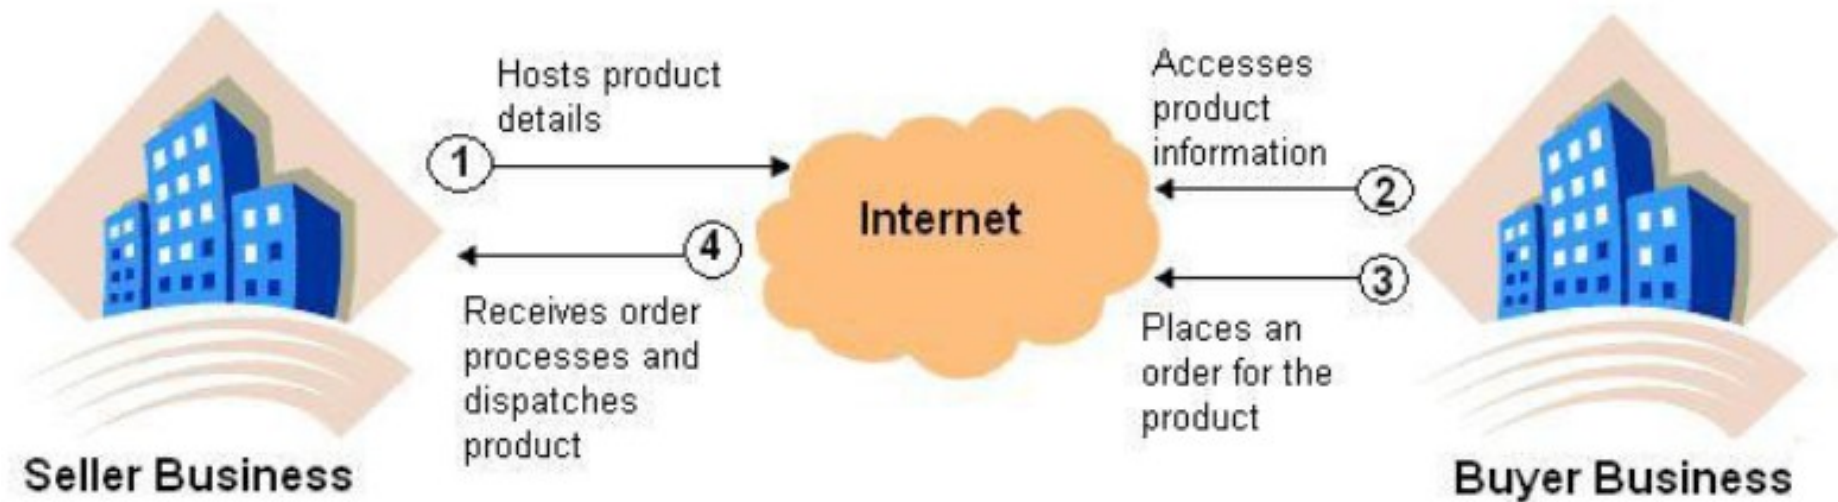 Hosts product
details
1
Accesses
product
information
2
Internet
4
3
Receives order
processes and
dispatches
product
Places an
order for the
product
Seller Business
Buyer Business